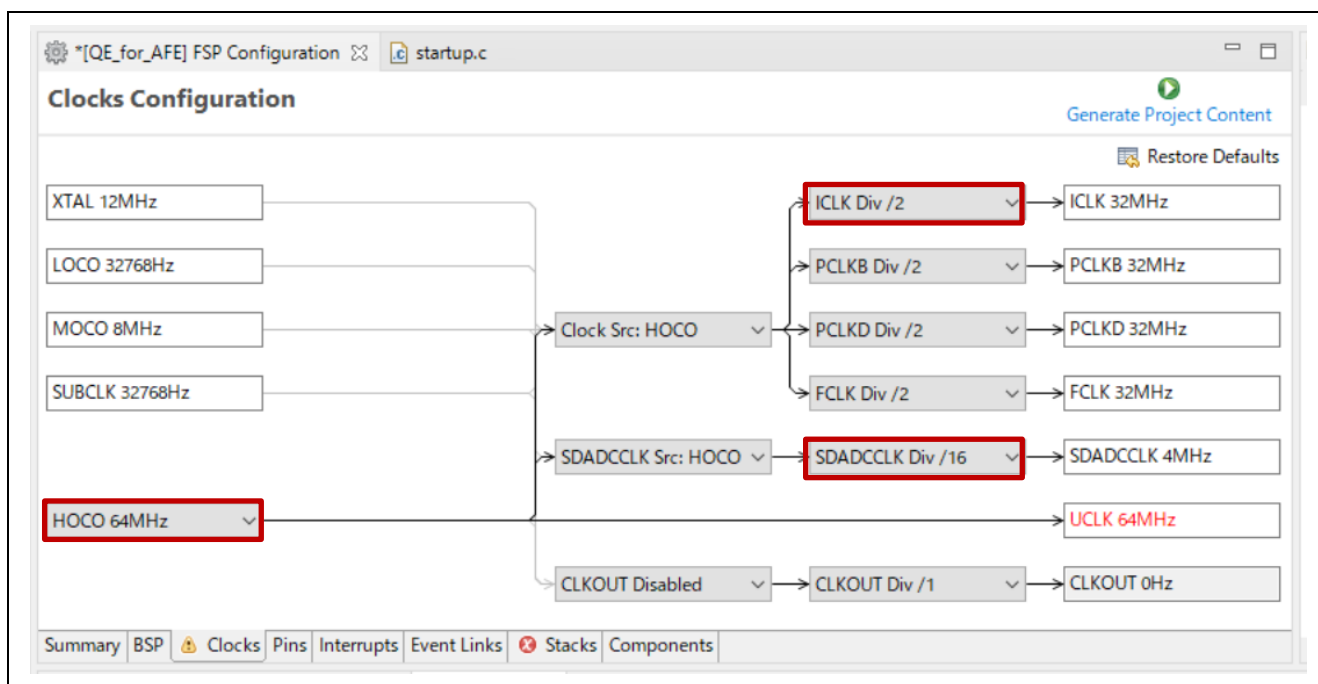 *[QE_for_AFE] FSP Configuration startup.c
Clocks Configuration
Generate Project Content
Restore Defaults
XTAL 12MHz ICLK Div /2 ICLK 32MHz
LOCO 32768Hz PCLKB Div /2 PCLKB 32MHz
MOCO 8MHz Clock Src: HOCO PCLKD Div /2 PCLKD 32MHz
SUBCLK 32768Hz FCLK Div /2 FCLK 32MHz
SDADCCLK Src: HOCO SDADCCLK Div /16 SDADCCLK 4MHz
HOCO 64MHz UCLK 64MHz
CLKOUT Disabled CLKOUT Div /1 CLKOUT 0Hz
Summary BSP Clocks Pins Interrupts Event Links Stacks Components